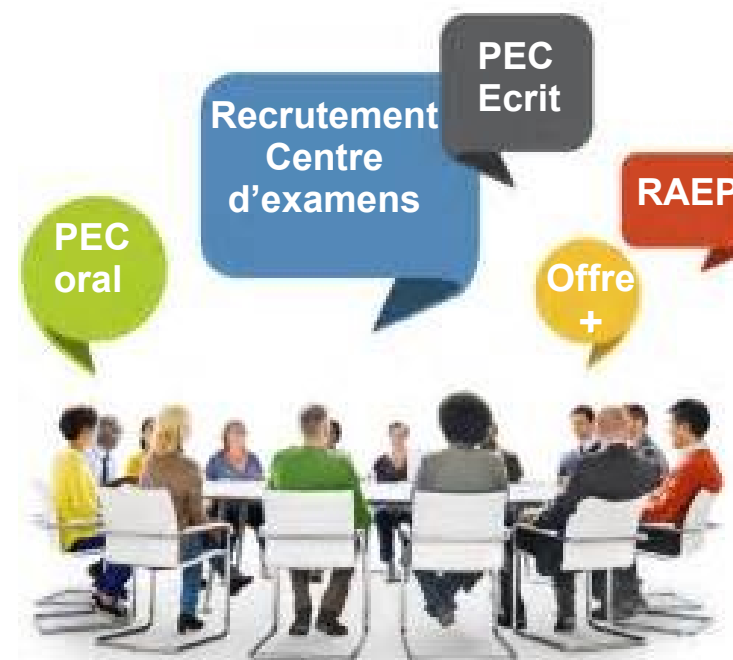 PEC
Ecrit
Recrutement
Centre
d’examens
RAEP
PEC
oral
Offre
+